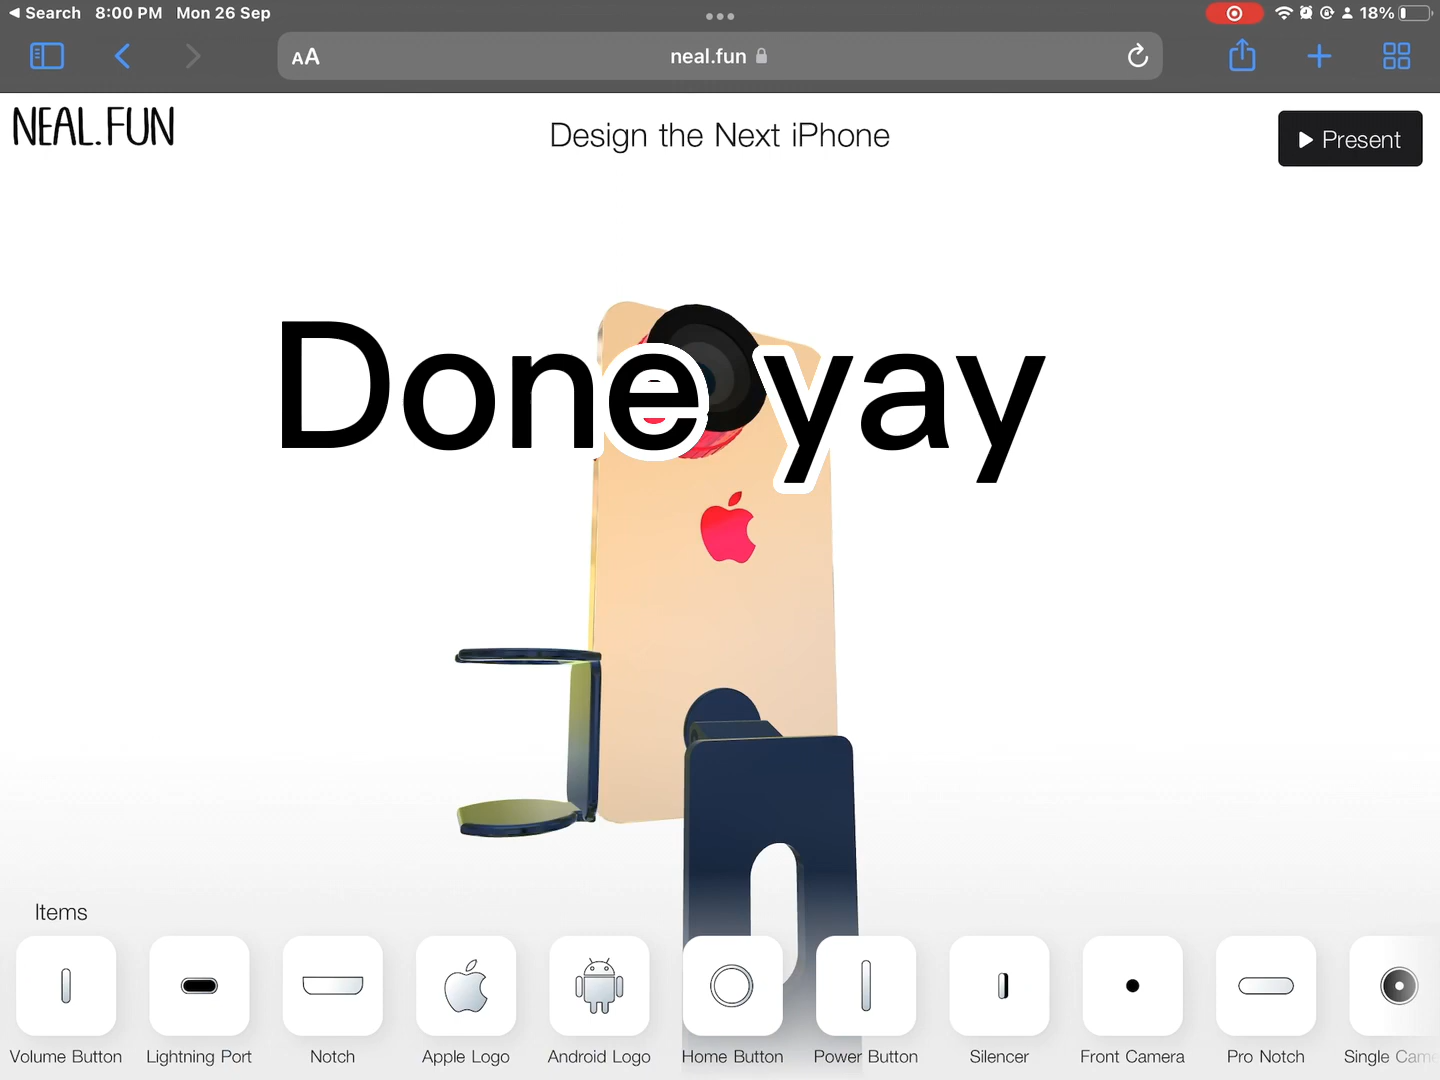 Search 8:00 PM Mon 26 Sep
18%
AA
neal.fun
NEAL.FUN
Design the Next iPhone
Present
Done yay
Items
Volume Button
Lightning Port
Notch
Apple Logo
Android Logo
Home Button
Power Button
Silencer
Front Camera
Pro Notch
Single Came